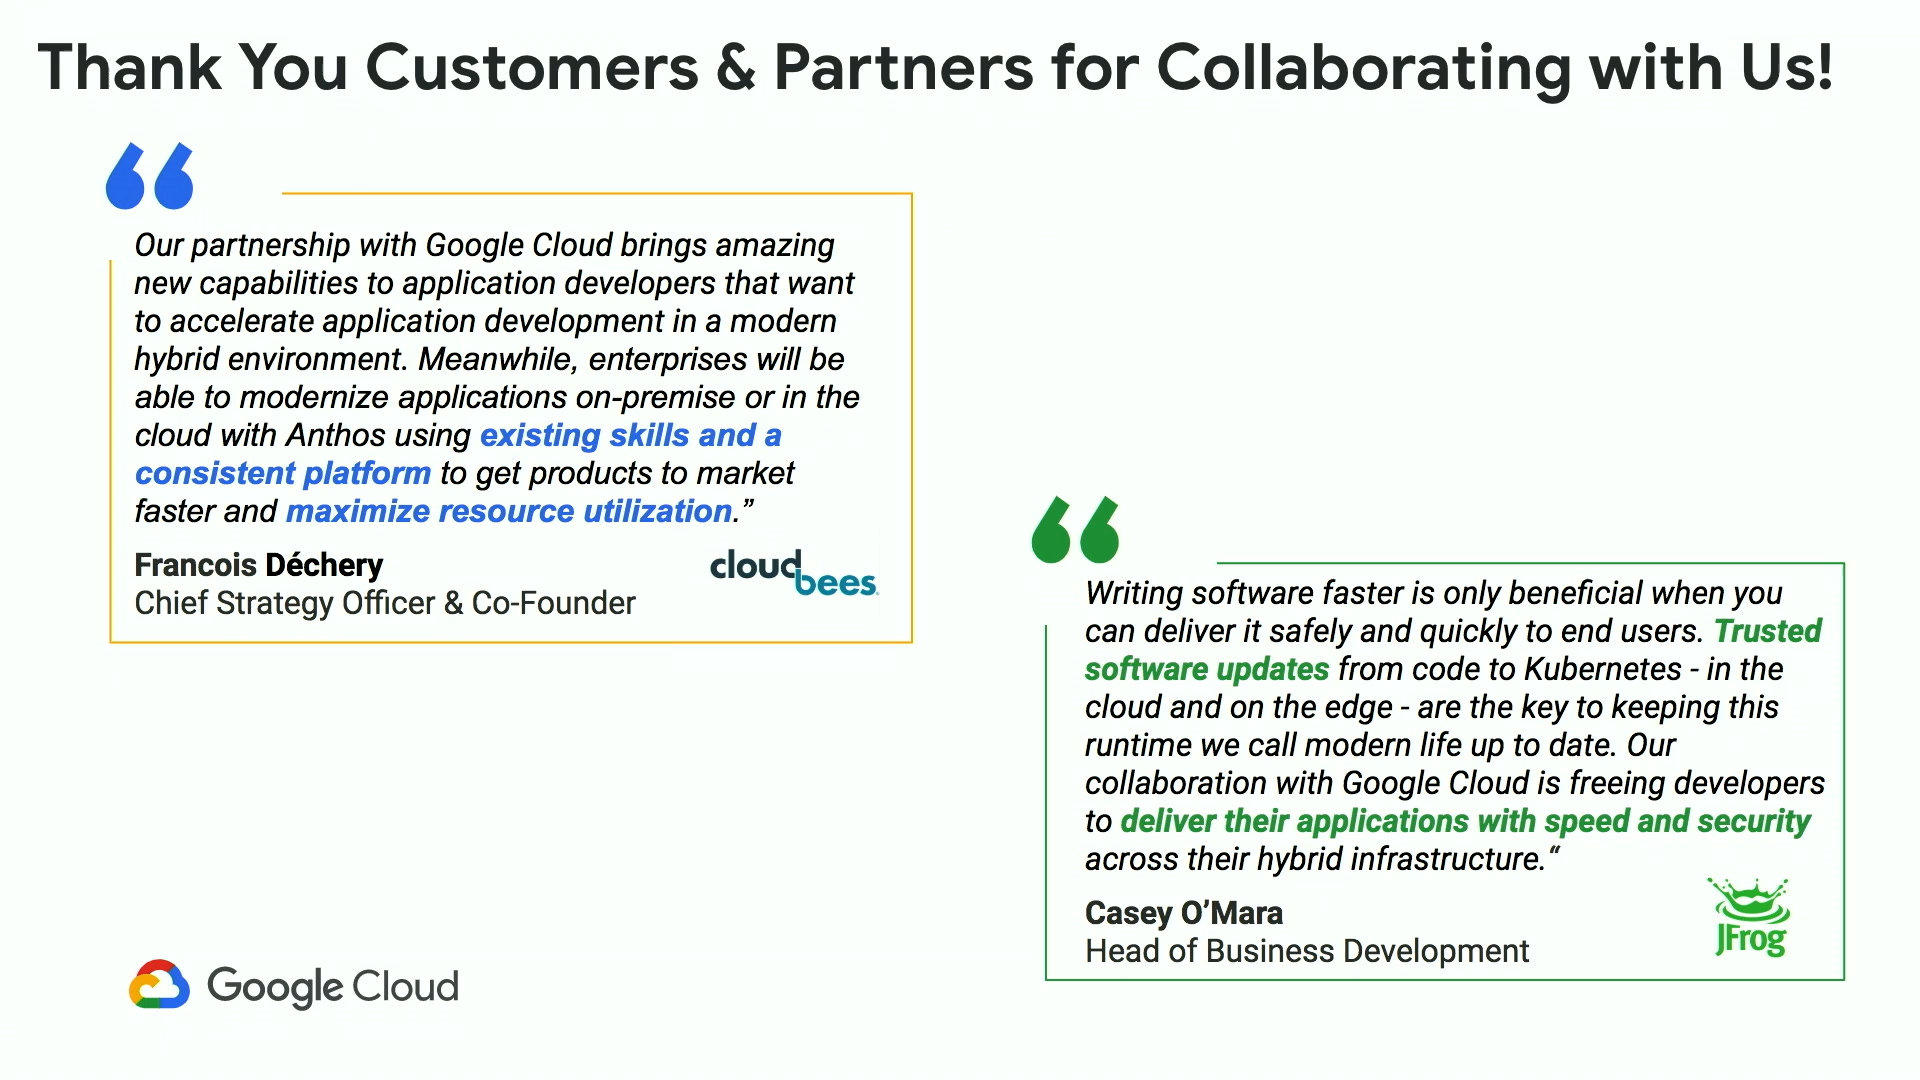 Thank You Customers & Partners for Collaborating with Us!
“
Our partnership with Google Cloud brings amazing
new capabilities to application developers that want
to accelerate application development in a modern
hybrid environment. Meanwhile, enterprises will be
able to modernize applications on-premise or in the
cloud with Anthos using existing skills and a
consistent platform to get products to market
faster and maximize resource utilization.”
Francois Déchery
Chief Strategy Officer & Co-Founder
cloudbees
“
Writing software faster is only beneficial when you
can deliver it safely and quickly to end users. Trusted
software updates from code to Kubernetes - in the
cloud and on the edge - are the key to keeping this
runtime we call modern life up to date. Our
collaboration with Google Cloud is freeing developers
to deliver their applications with speed and security
across their hybrid infrastructure.“
Casey O’Mara
Head of Business Development
JFrog
Google Cloud